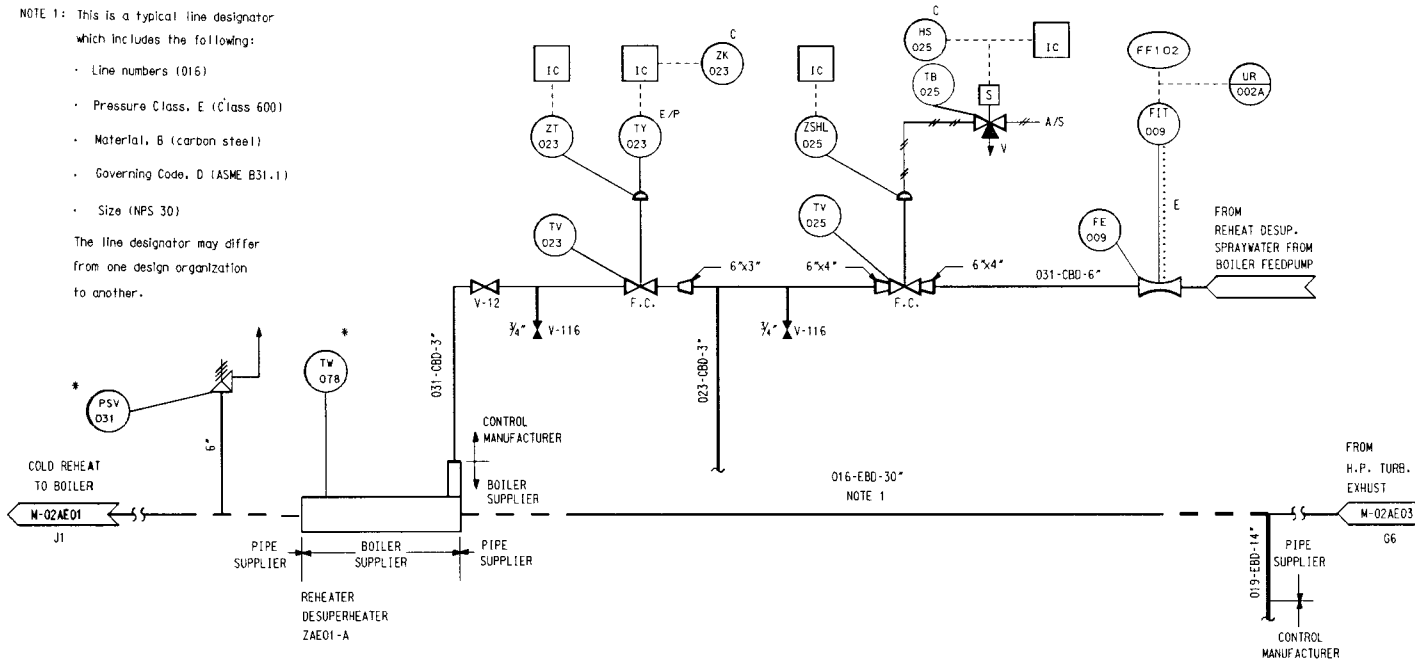 NOTE 1: This is a typical line designator
which includes the following:
· Line numbers (016)
· Pressure Class, E (Class 600)
· Material, B (carbon steel)
· Governing Code, D (ASME B31.1)
· Size (NPS 30)
The line designator may differ
from one design organization
to another.
IC
IC
C
ZK
023
IC
C
HS
025
IC
FF102
ZT
023
TY
023
E/P
ZSHL
025
TB
025
S
A/S
V
FIT
009
UR
002A
E
TV
023
TV
025
FE
009
FROM
REHEAT DESUP.
SPRAYWATER FROM
BOILER FEEDPUMP
V-12
F.C.
6"x3"
6"x4"
F.C.
6"x4"
031-CBD-6"
3/4"
V-116
3/4"
V-116
031-CBD-3"
023-CBD-3"
*
PSV
031
6"
*
TW
078
CONTROL
MANUFACTURER
BOILER
SUPPLIER
016-EBD-30"
NOTE 1
COLD REHEAT
TO BOILER
M-02AE01
J1
FROM
H.P. TURB.
EXHUST
M-02AE03
G6
PIPE
SUPPLIER
BOILER
SUPPLIER
PIPE
SUPPLIER
REHEATER
DESUPERHEATER
ZAE01-A
019-EBD-14"
PIPE
SUPPLIER
CONTROL
MANUFACTURER